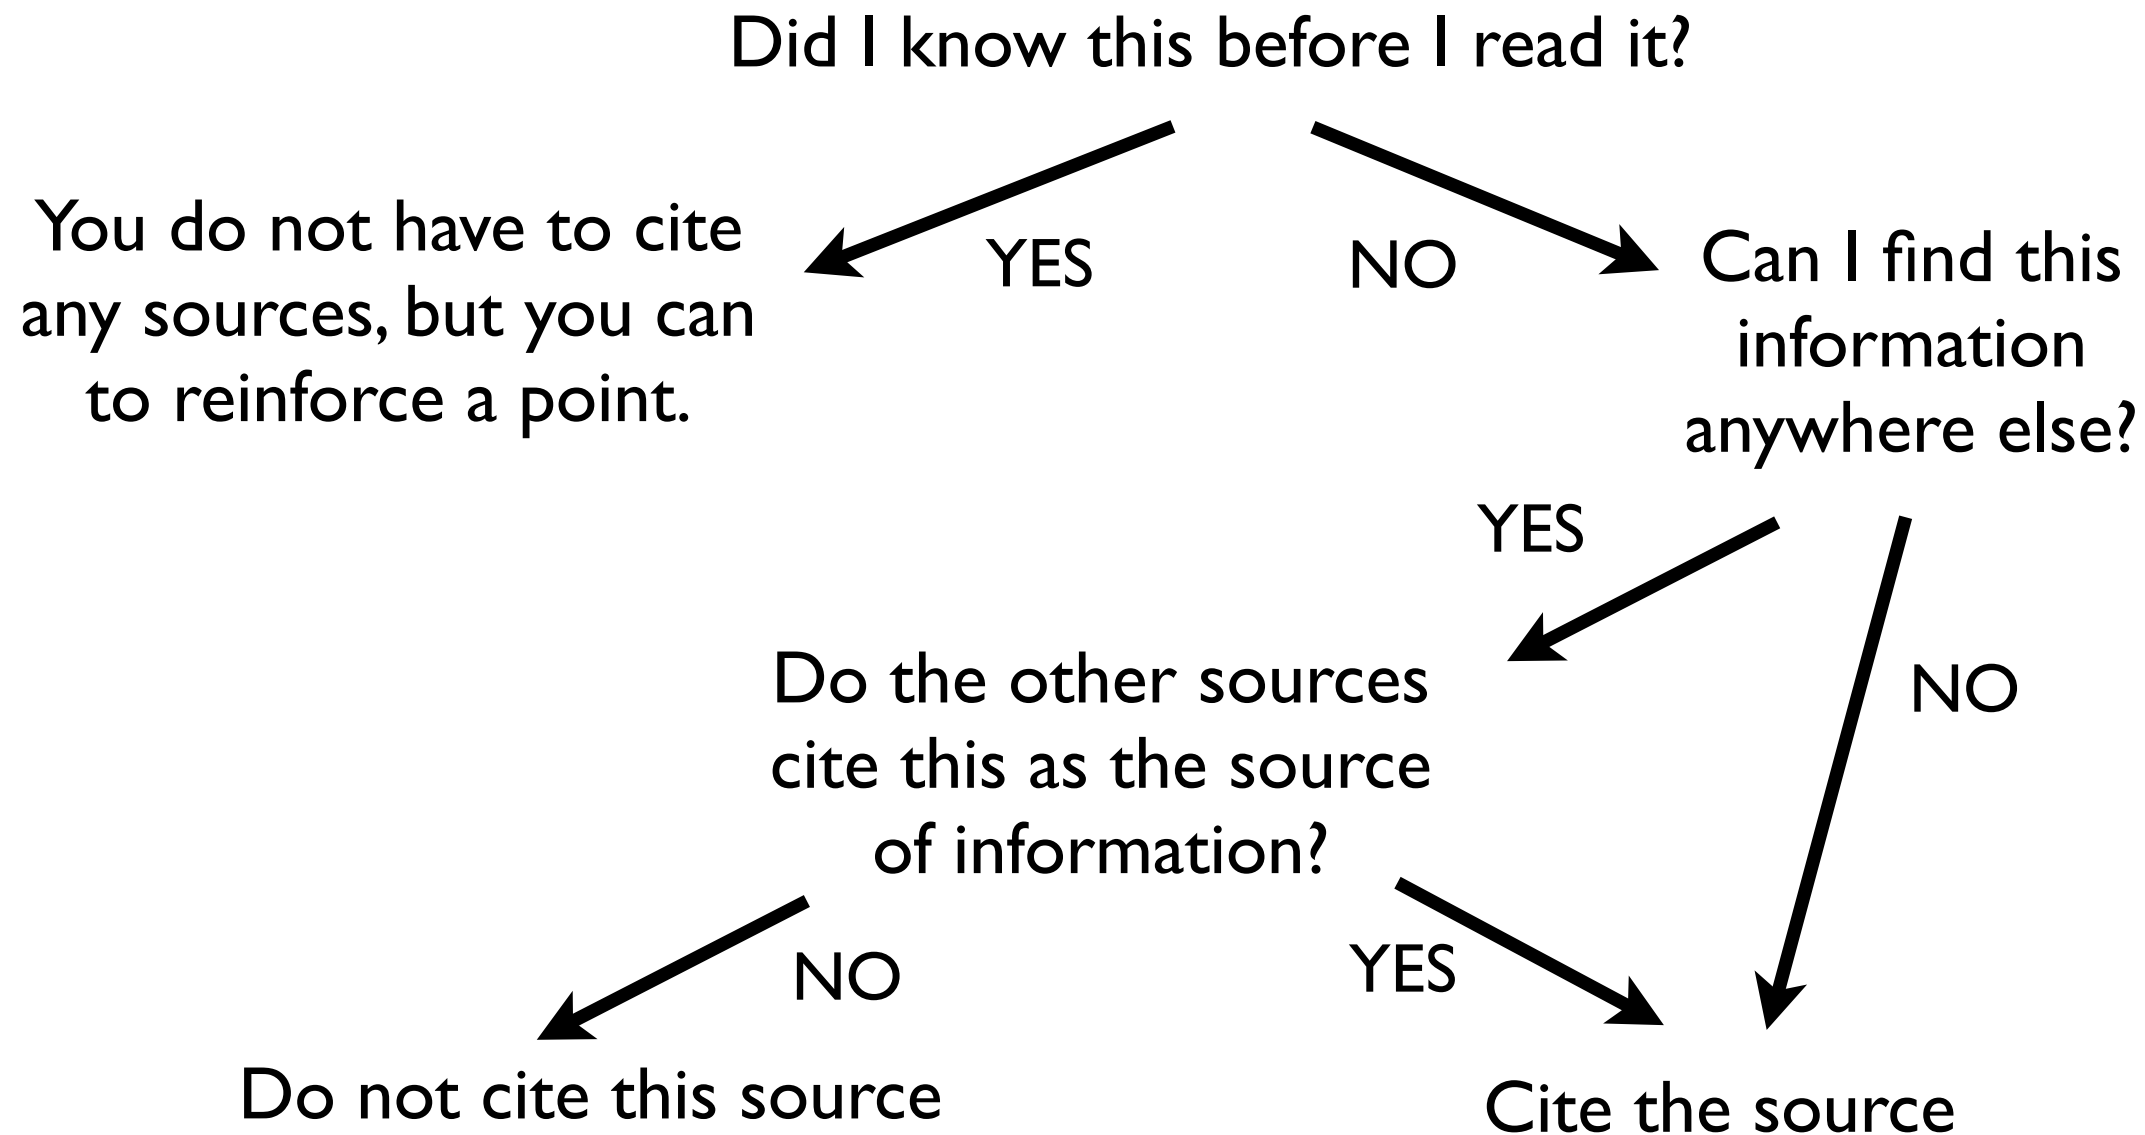 Did I know this before I read it?
You do not have to cite
any sources, but you can
to reinforce a point.
YES
NO
Can I find this
information
anywhere else?
YES
NO
Do the other sources
cite this as the source
of information?
NO
YES
Do not cite this source
Cite the source